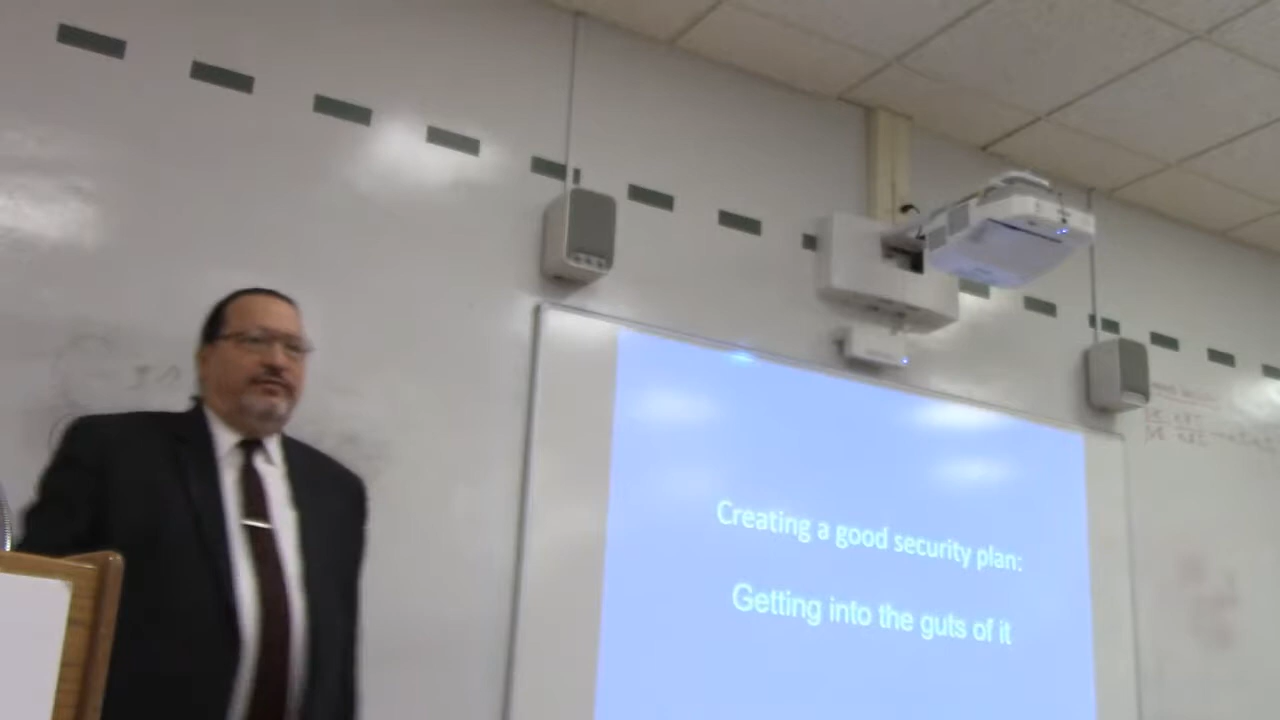 Creating a good security plan:
Getting into the guts of it